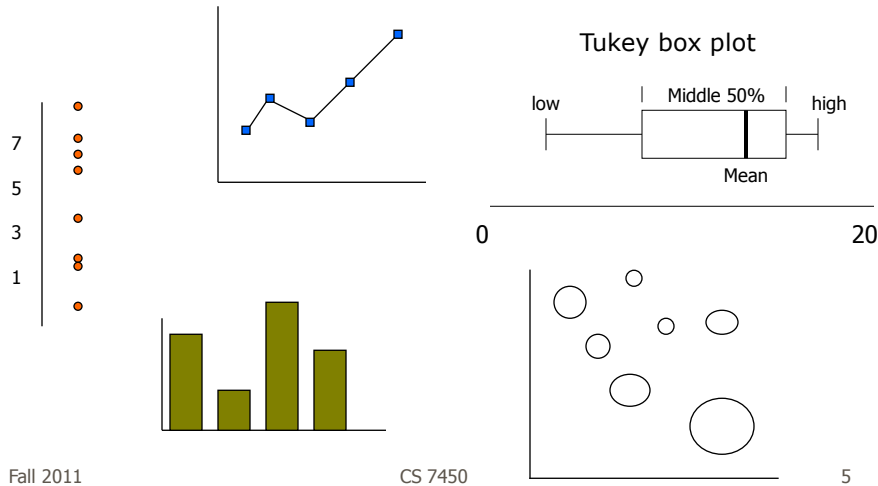 Tukey box plot
Middle 50%
low
high
Mean
0
20
7
5
3
1
Fall 2011
CS 7450
5